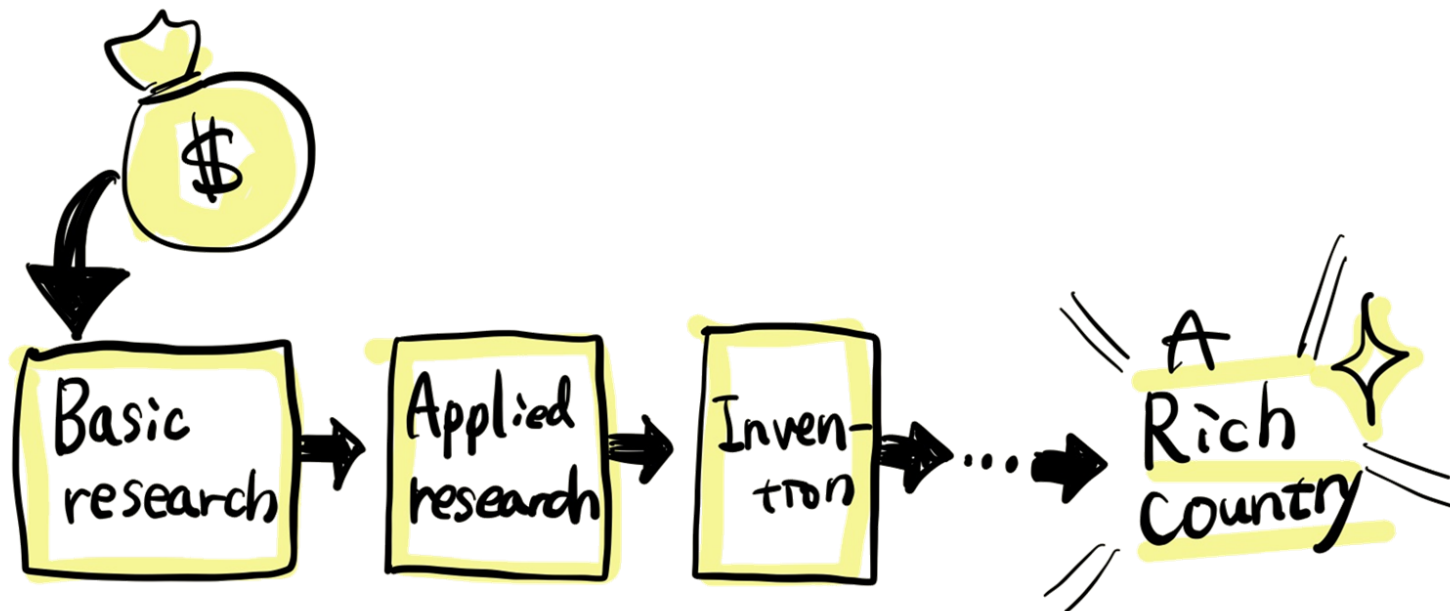 $
Basic
research
Applied
research
Inven-
tion
...
A
Rich
country